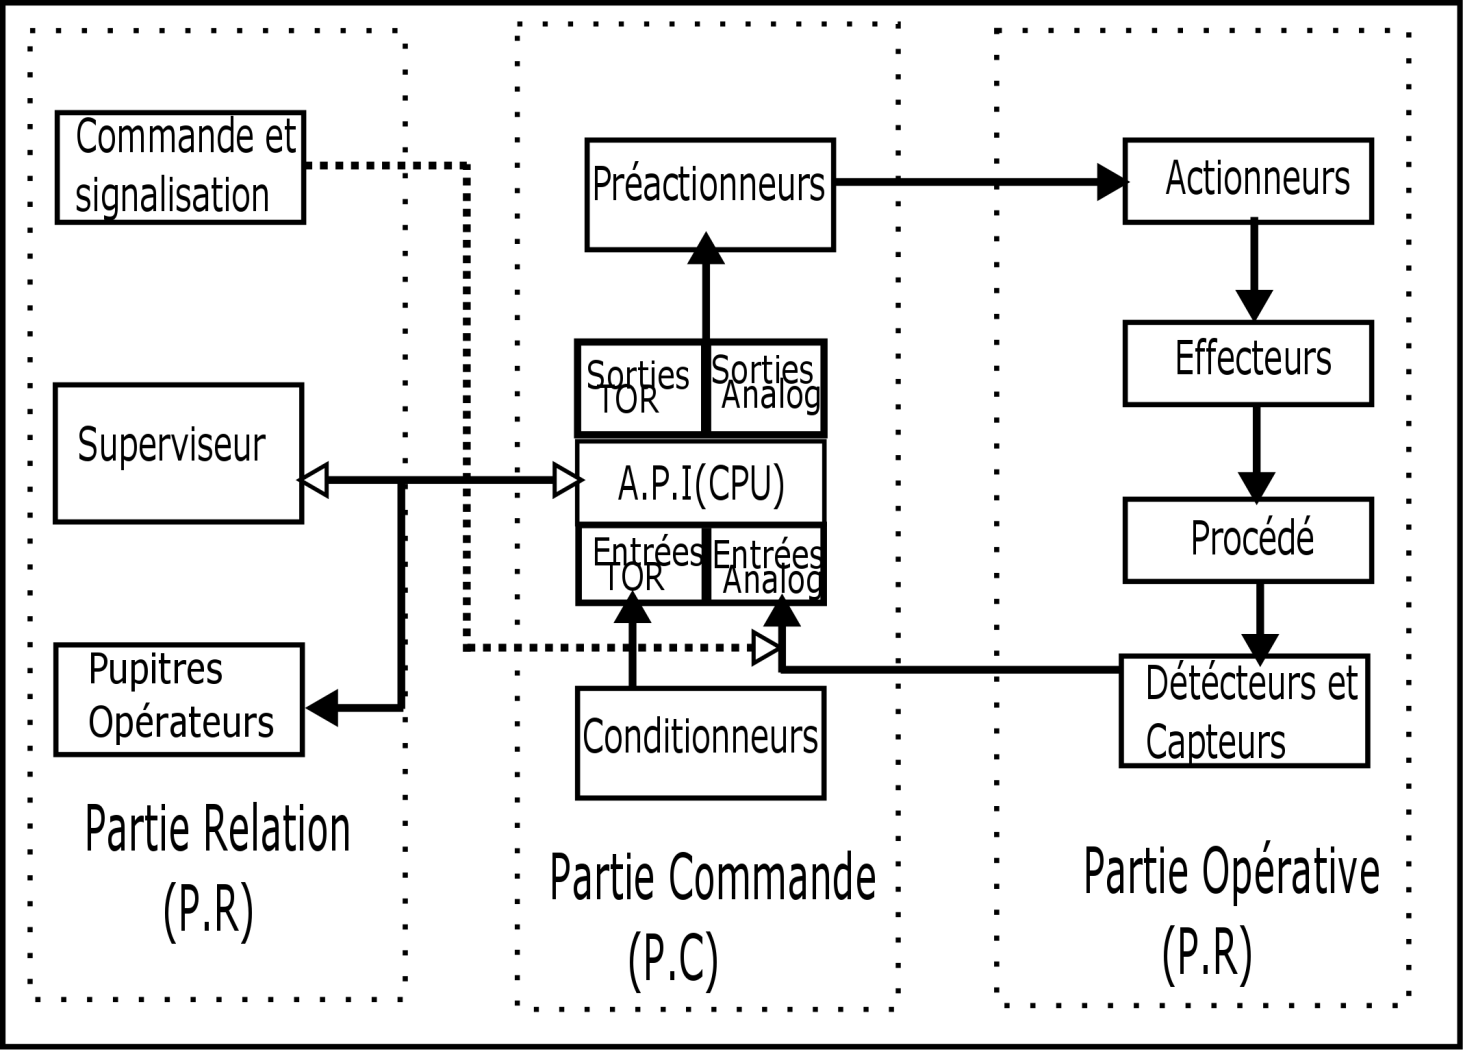 Commande et
signalisation
Superviseur
Pupitres
Opérateurs
Partie Relation
(P.R)
Préactionneurs
Sorties
TOR
Sorties
Analog
A.P.I(CPU)
Entrées
TOR
Entrées
Analog
Conditionneurs
Partie Commande
(P.C)
Actionneurs
Effecteurs
Procédé
Détécteurs et
Capteurs
Partie Opérative
(P.R)